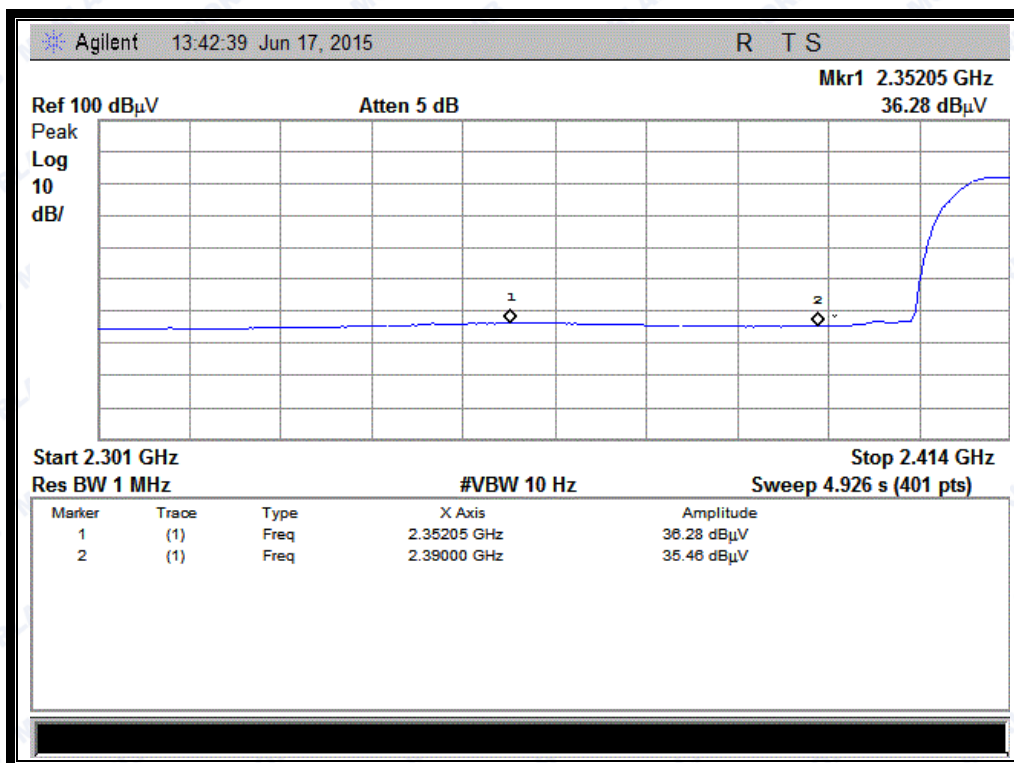 Agilent 13:42:39 Jun 17, 2015 R T S
Mkr1 2.35205 GHz
Ref 100 dBμV Atten 5 dB 36.28 dBμV
Peak
Log
10
dB/
1
2
Start 2.301 GHz Stop 2.414 GHz
Res BW 1 MHz #VBW 10 Hz Sweep 4.926 s (401 pts)
Marker Trace Type X Axis Amplitude
1 (1) Freq 2.35205 GHz 36.28 dBμV
2 (1) Freq 2.39000 GHz 35.46 dBμV